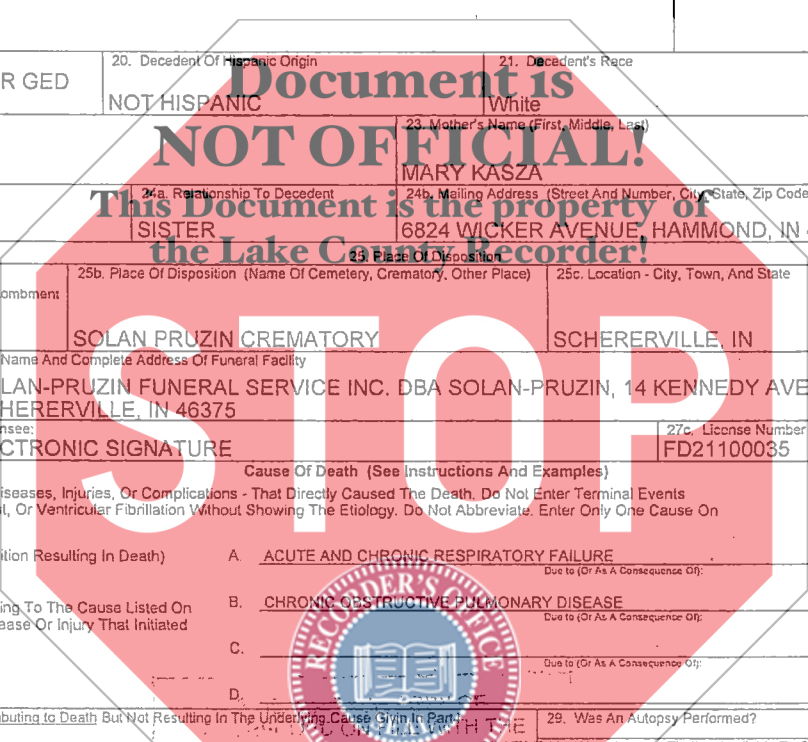 20. Decedent Of Hispanic Origin
21. Decedent's Race
R GED
NOT HISPANIC
White
Document is
23. Mother's Name (First, Middle, Last)
NOT OFFICIAL!
MARY KASZA
24a. Relationship To Decedent
24b. Mailing Address (Street And Number, City, State, Zip Code
This Document is the property of
SISTER
6824 WICKER AVENUE, HAMMOND, IN
the Lake County Recorder!
25. Place Of Disposition
25b. Place Of Disposition (Name Of Cemetery, Crematory, Other Place)
25c. Location - City, Town, And State
ombment
SOLAN PRUZIN CREMATORY
SCHERERVILLE, IN
STOP
Name And Complete Address Of Funeral Facility
LAN-PRUZIN FUNERAL SERVICE INC. DBA SOLAN-PRUZIN, 14 KENNEDY AVE
HERERVILLE, IN 46375
nsee:
27c. License Number
CTRONIC SIGNATURE
FD21100035
Cause Of Death (See Instructions And Examples)
iseases, Injuries, Or Complications - That Directly Caused The Death. Do Not Enter Terminal Events
t, Or Ventricular Fibrillation Without Showing The Etiology. Do Not Abbreviate. Enter Only One Cause On
ition Resulting In Death)
A. ACUTE AND CHRONIC RESPIRATORY FAILURE
Due to (Or As A Consequence Of):
RECORDER'S OFFICE
ing To The Cause Listed On
B. CHRONIC OBSTRUCTIVE PULMONARY DISEASE
ease Or Injury That Initiated
Due to (Or As A Consequence Of):
C.
Due to (Or As A Consequence Of):
D.
ibuting to Death But Not Resulting In The Underlying Cause Givin In Part I
29. Was An Autopsy Performed?
WITH THE